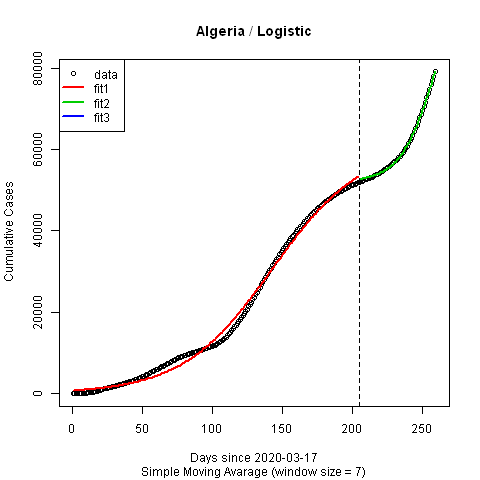 Algeria / Logistic
data
fit1
fit2
fit3
Cumulative Cases
0
20000
40000
60000
80000
0
50
100
150
200
250
Days since 2020-03-17
Simple Moving Avarage (window size = 7)